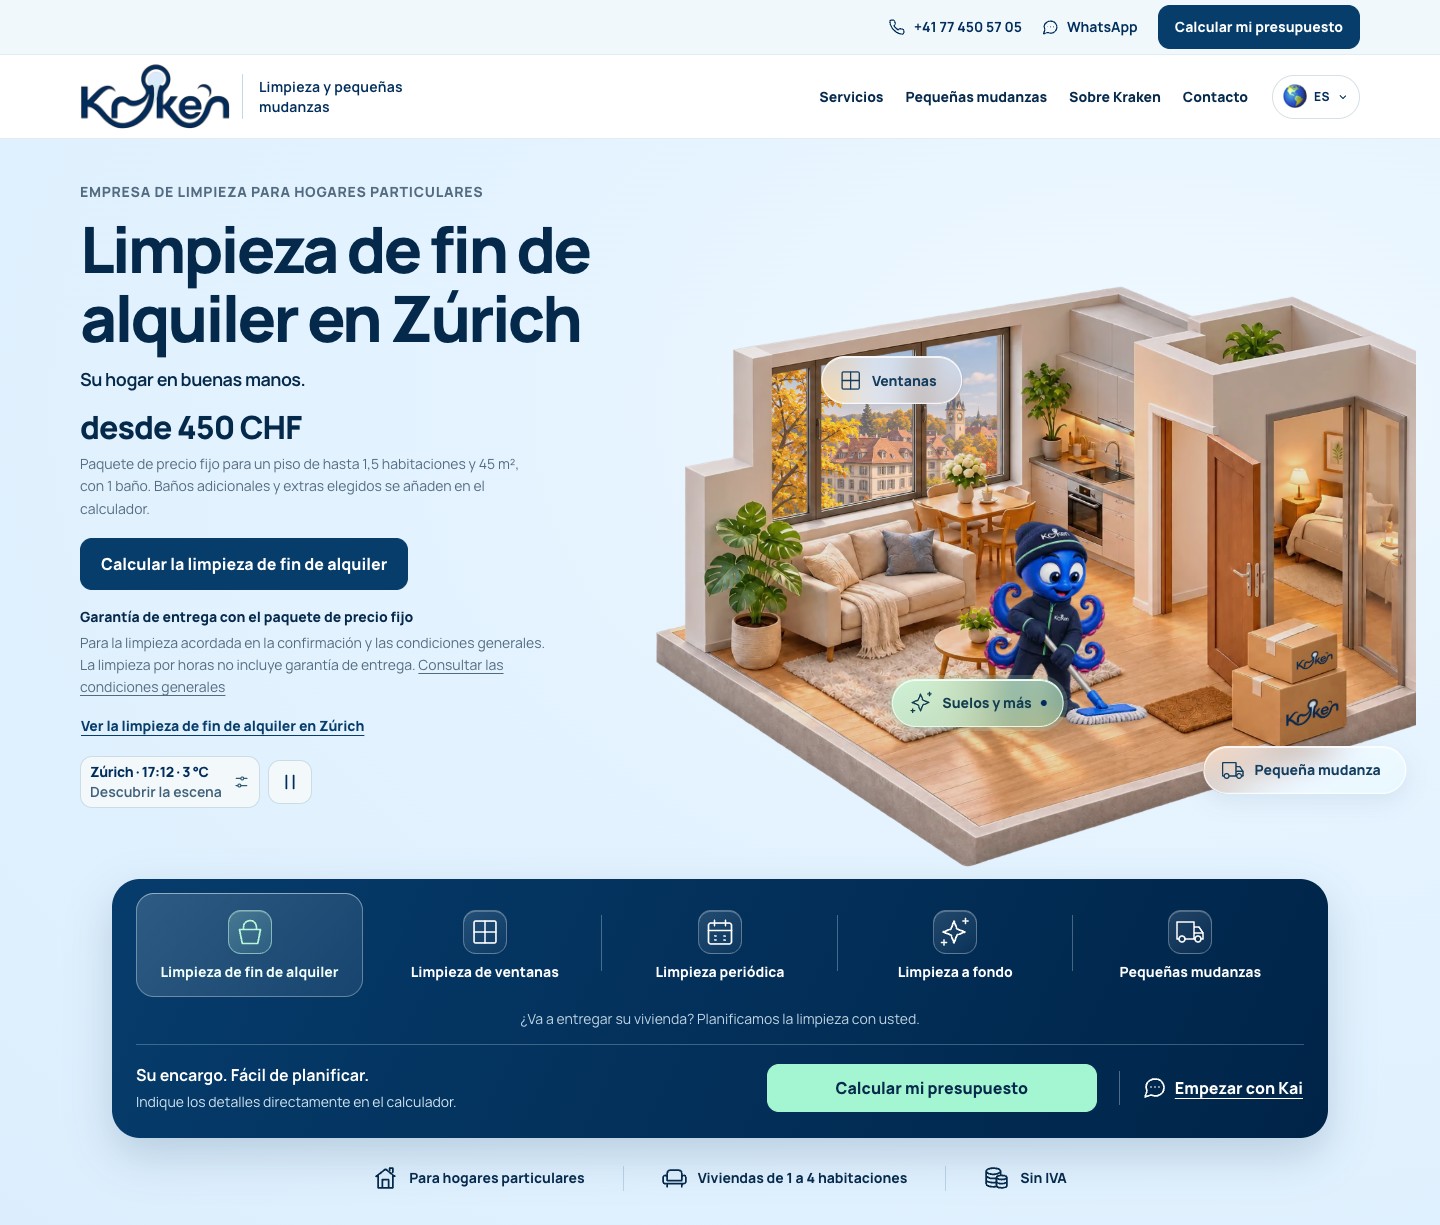 +41 77 450 57 05
WhatsApp
Calcular mi presupuesto
Kraken
Limpieza y pequeñas
mudanzas
Servicios
Pequeñas mudanzas
Sobre Kraken
Contacto
ES
EMPRESA DE LIMPIEZA PARA HOGARES PARTICULARES
Limpieza de fin de
alquiler en Zúrich
Su hogar en buenas manos.
desde 450 CHF
Paquete de precio fijo para un piso de hasta 1,5 habitaciones y 45 m²,
con 1 baño. Baños adicionales y extras elegidos se añaden en el
calculador.
Calcular la limpieza de fin de alquiler
Garantía de entrega con el paquete de precio fijo
Para la limpieza acordada en la confirmación y las condiciones generales.
La limpieza por horas no incluye garantía de entrega. Consultar las
condiciones generales
Ver la limpieza de fin de alquiler en Zúrich
Zúrich · 17:12 · 3 °C
Descubrir la escena
Ventanas
Kraken
Kraken
Suelos y más
Kraken
Kraken
Pequeña mudanza
Limpieza de fin de alquiler
Limpieza de ventanas
Limpieza periódica
Limpieza a fondo
Pequeñas mudanzas
¿Va a entregar su vivienda? Planificamos la limpieza con usted.
Su encargo. Fácil de planificar.
Indique los detalles directamente en el calculador.
Calcular mi presupuesto
Empezar con Kai
Para hogares particulares
Viviendas de 1 a 4 habitaciones
Sin IVA